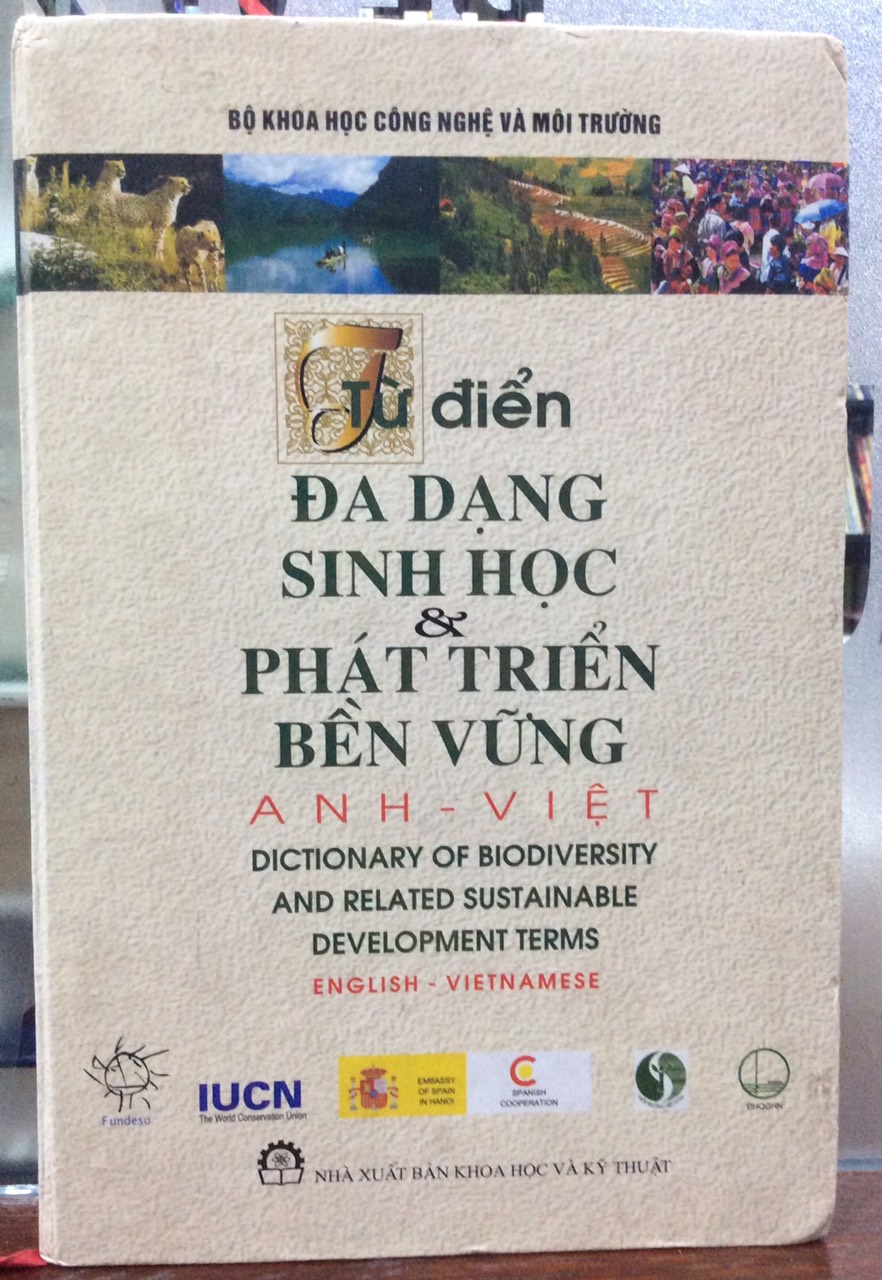 BỘ KHOA HỌC CÔNG NGHỆ VÀ MÔI TRƯỜNG
Từ điển
ĐA DẠNG
SINH HỌC
&
PHÁT TRIỂN
BỀN VỮNG
ANH - VIỆT
DICTIONARY OF BIODIVERSITY
AND RELATED SUSTAINABLE
DEVELOPMENT TERMS
ENGLISH - VIETNAMESE
Fundeso
IUCN
The World Conservation Union
EMBASSY
OF SPAIN
IN HANOI
SPANISH
COOPERATION
ĐHQGHN
NHÀ XUẤT BẢN KHOA HỌC VÀ KỸ THUẬT